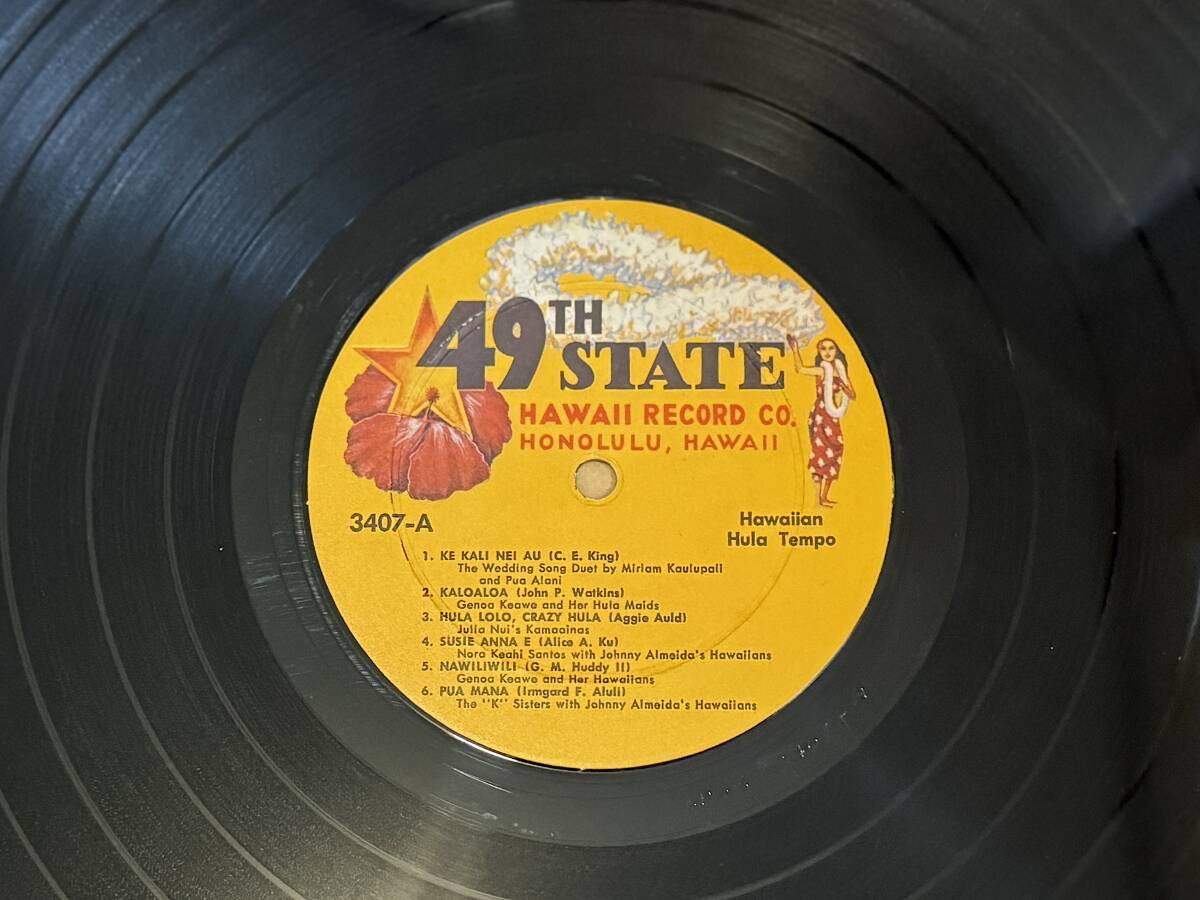 49TH
STATE
HAWAII RECORD CO.
HONOLULU, HAWAII
3407-A
Hawaiian
Hula Tempo
1. KE KALI NEI AU (C. E. King)
The Wedding Song Duet by Miriam Kaulupali
and Pua Alani
2. KALOALOA (John P. Watkins)
Genoa Keawe and Her Hula Maids
3. HULA LOLO, CRAZY HULA (Aggie Auld)
Julia Nui's Kamaainas
4. SUSIE ANNA E (Alice A. Ku)
Nora Keahi Santos with Johnny Almeida's Hawaiians
5. NAWILIWILI (G. M. Huddy II)
Genoa Keawe and Her Hawaiians
6. PUA MANA (Irmgard F. Aluli)
The "K" Sisters with Johnny Almeida's Hawaiians